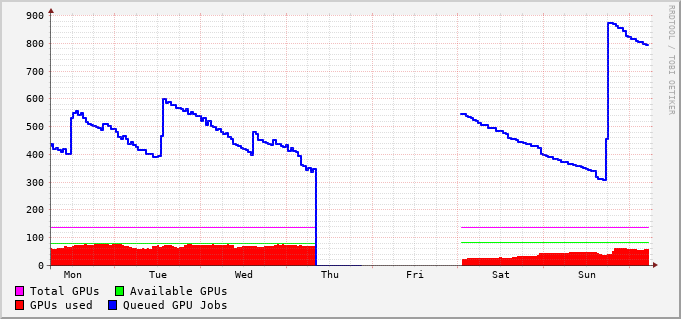 900
800
700
600
500
400
300
200
100
0
Mon Tue Wed Thu Fri Sat Sun
Total GPUs Available GPUs
GPUs used Queued GPU Jobs
RRDTOOL / TOBI OETIKER